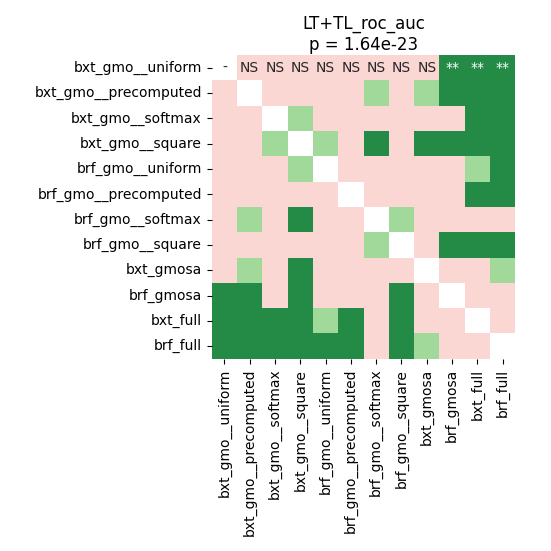 LT+TL_roc_auc
p = 1.64e-23
bxt_gmo__uniform - NS NS NS NS NS NS NS NS ** ** **
bxt_gmo__precomputed
bxt_gmo__softmax
bxt_gmo__square
brf_gmo__uniform
brf_gmo__precomputed
brf_gmo__softmax
brf_gmo__square
bxt_gmosa
brf_gmosa
bxt_full
brf_full
bxt_gmo__uniform
bxt_gmo__precomputed
bxt_gmo__softmax
bxt_gmo__square
brf_gmo__uniform
brf_gmo__precomputed
brf_gmo__softmax
brf_gmo__square
bxt_gmosa
brf_gmosa
bxt_full
brf_full